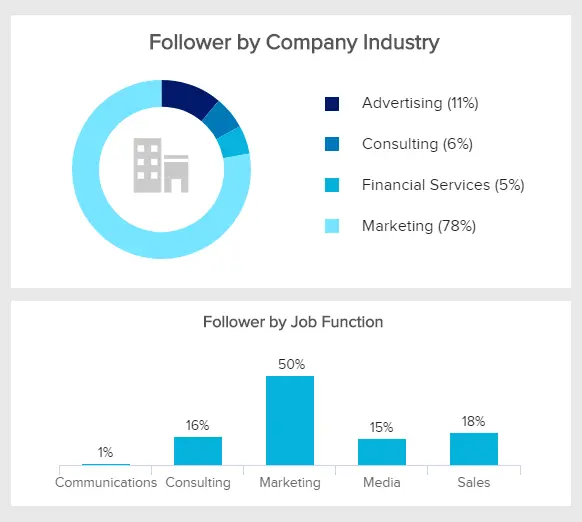 Follower by Company Industry
Advertising (11%)
Consulting (6%)
Financial Services (5%)
Marketing (78%)
Follower by Job Function
1%
16%
50%
15%
18%
Communications
Consulting
Marketing
Media
Sales